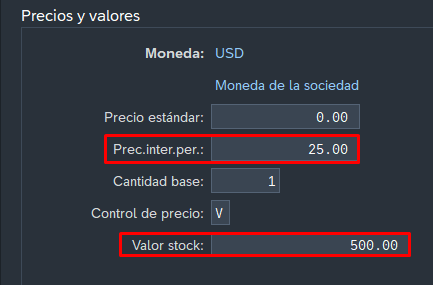 Precios y valores
Moneda: USD
Moneda de la sociedad
Precio estándar: 0.00
Prec.inter.per.: 25.00
Cantidad base: 1
Control de precio: V
Valor stock: 500.00